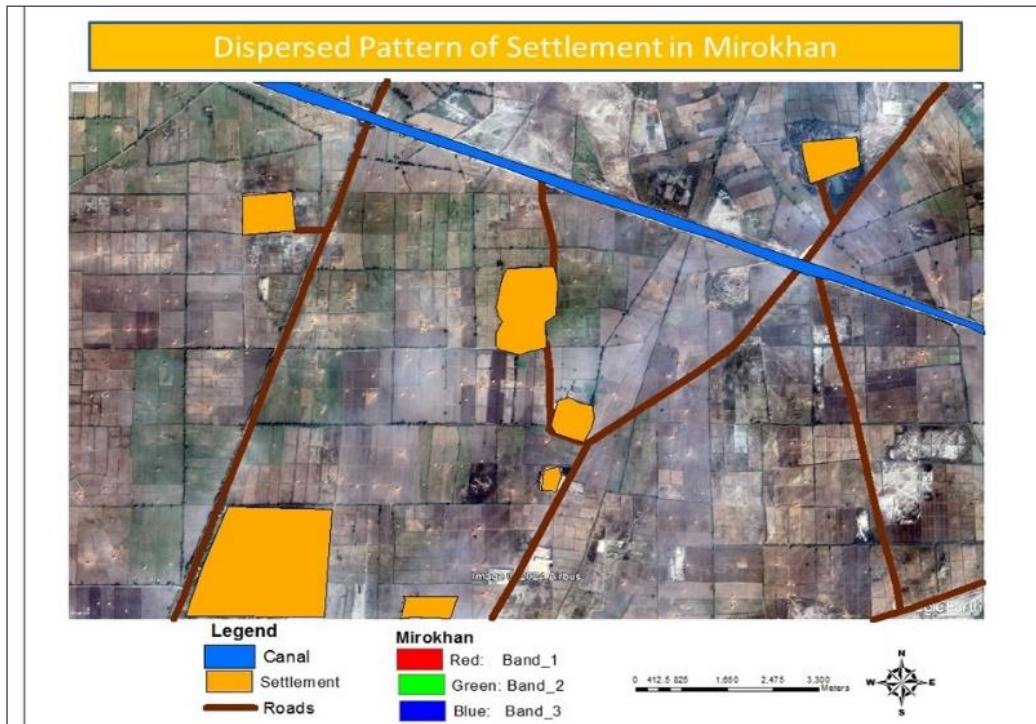 Dispersed Pattern of Settlement in Mirokhan
Airbus
Legend
Canal
Settlement
Roads
Mirokhan
Red: Band_1
Green: Band_2
Blue: Band_3
0 412.5 825 1,650 2,475 3,300
Meters
N
W E
S